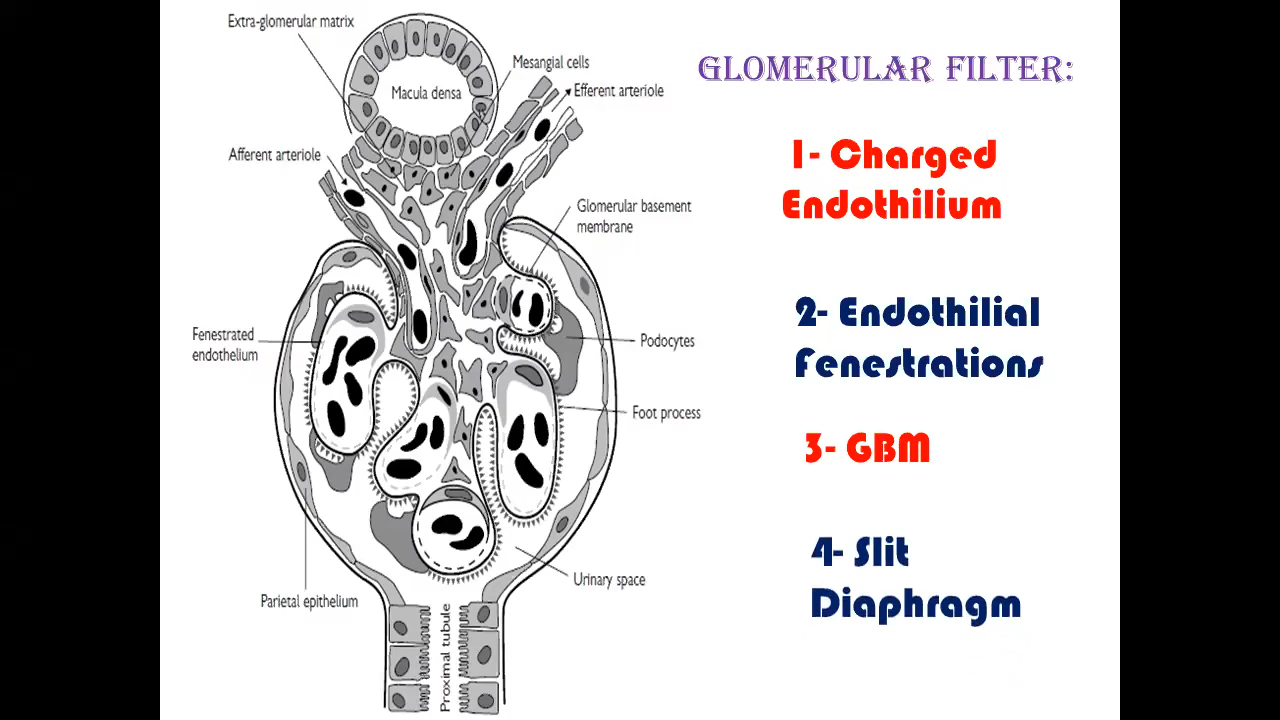 Extra-glomerular matrix
Mesangial cells
Macula densa
Efferent arteriole
Afferent arteriole
Glomerular basement
membrane
Fenestrated
endothelium
Podocytes
Foot process
Urinary space
Parietal epithelium
Proximal tubule
GLOMERULAR FILTER:
1- Charged
Endothilium
2- Endothilial
Fenestrations
3- GBM
4- Slit
Diaphragm